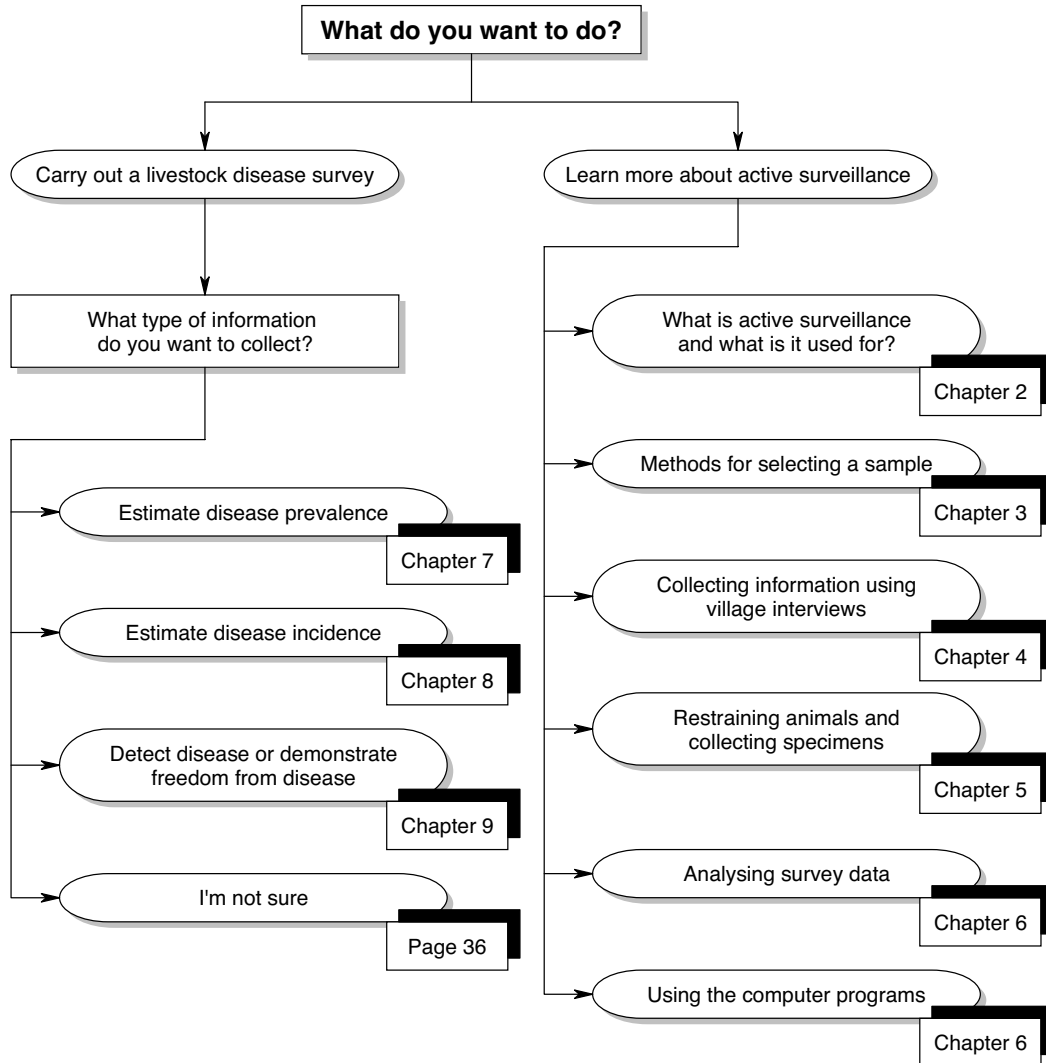 What do you want to do?
Carry out a livestock disease survey
What type of information
do you want to collect?
Estimate disease prevalence
Chapter 7
Estimate disease incidence
Chapter 8
Detect disease or demonstrate
freedom from disease
Chapter 9
I'm not sure
Page 36
Learn more about active surveillance
What is active surveillance
and what is it used for?
Chapter 2
Methods for selecting a sample
Chapter 3
Collecting information using
village interviews
Chapter 4
Restraining animals and
collecting specimens
Chapter 5
Analysing survey data
Chapter 6
Using the computer programs
Chapter 6